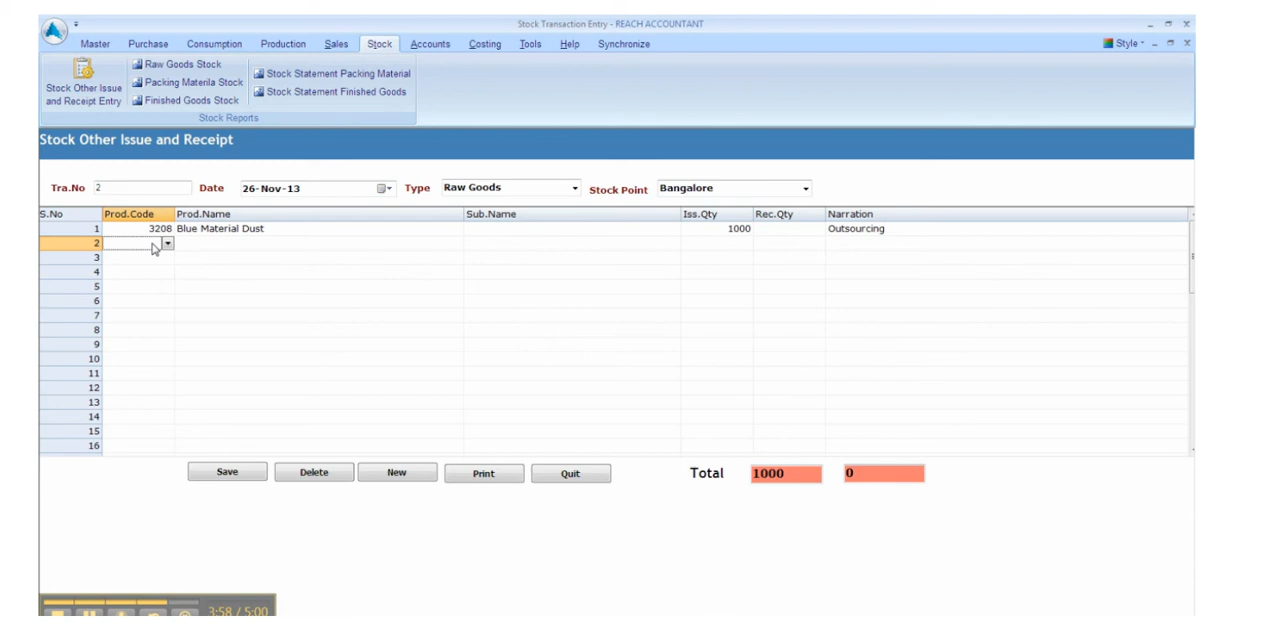 Stock Transaction Entry - REACH ACCOUNTANT
Master Purchase Consumption Production Sales Stock Accounts Costing Tools Help Synchronize Style
Stock Other Issue and Receipt Entry
Raw Goods Stock
Packing Materila Stock
Finished Goods Stock
Stock Statement Packing Material
Stock Statement Finished Goods
Stock Reports
Stock Other Issue and Receipt
Tra.No 2 Date 26-Nov-13 Type Raw Goods Stock Point Bangalore
S.No Prod.Code Prod.Name Sub.Name Iss.Qty Rec.Qty Narration
1 3208 Blue Material Dust 1000 Outsourcing
2
3
4
5
6
7
8
9
10
11
12
13
14
15
16
Save Delete New Print Quit Total 1000 0
3:58 / 5:00